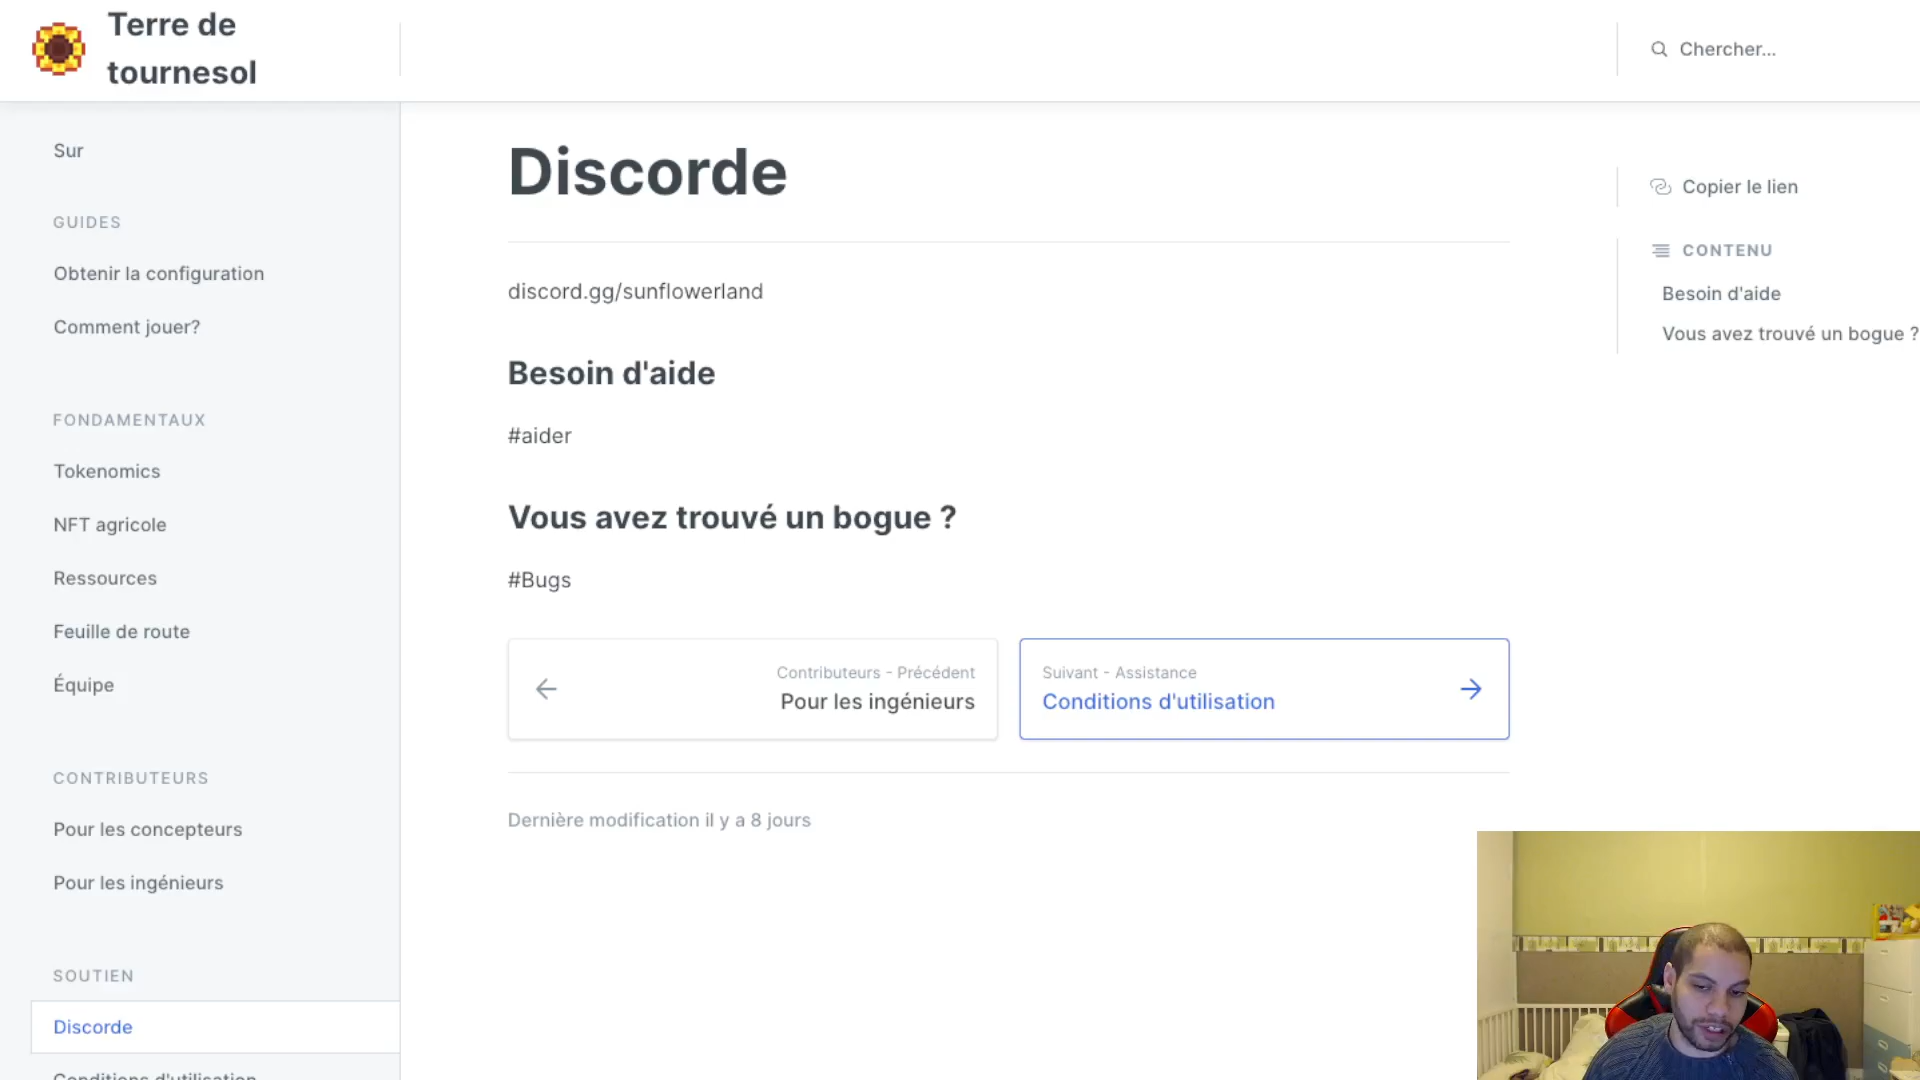 Terre de
tournesol
Chercher...
Sur
GUIDES
Obtenir la configuration
Comment jouer?
FONDAMENTAUX
Tokenomics
NFT agricole
Ressources
Feuille de route
Équipe
CONTRIBUTEURS
Pour les concepteurs
Pour les ingénieurs
SOUTIEN
Discorde
Conditions d'utilisation
Discorde
discord.gg/sunflowerland
Besoin d'aide
#aider
Vous avez trouvé un bogue ?
#Bugs
Contributeurs - Précédent
Pour les ingénieurs
Suivant - Assistance
Conditions d'utilisation
Dernière modification il y a 8 jours
Copier le lien
CONTENU
Besoin d'aide
Vous avez trouvé un bogue ?